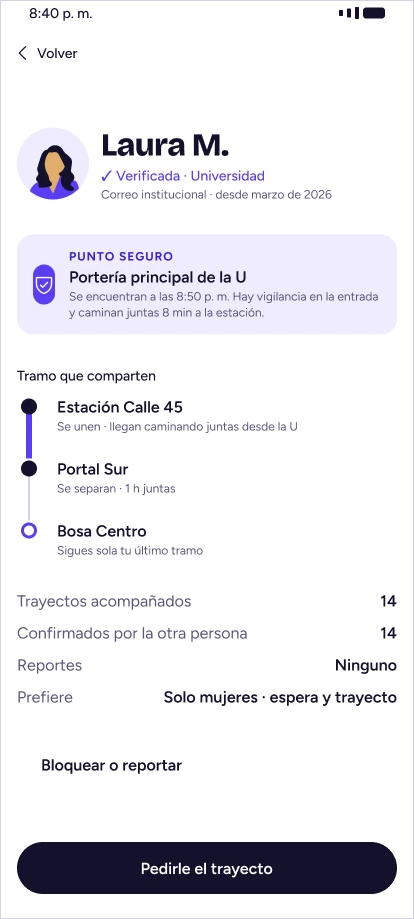 8:40 p. m.
Volver
Laura M.
✓ Verificada · Universidad
Correo institucional · desde marzo de 2026
PUNTO SEGURO
Portería principal de la U
Se encuentran a las 8:50 p. m. Hay vigilancia en la entrada
y caminan juntas 8 min a la estación.
Tramo que comparten
Estación Calle 45
Se unen · llegan caminando juntas desde la U
Portal Sur
Se separan · 1 h juntas
Bosa Centro
Sigues sola tu último tramo
Trayectos acompañados 14
Confirmados por la otra persona 14
Reportes Ninguno
Prefiere Solo mujeres · espera y trayecto
Bloquear o reportar
Pedirle el trayecto